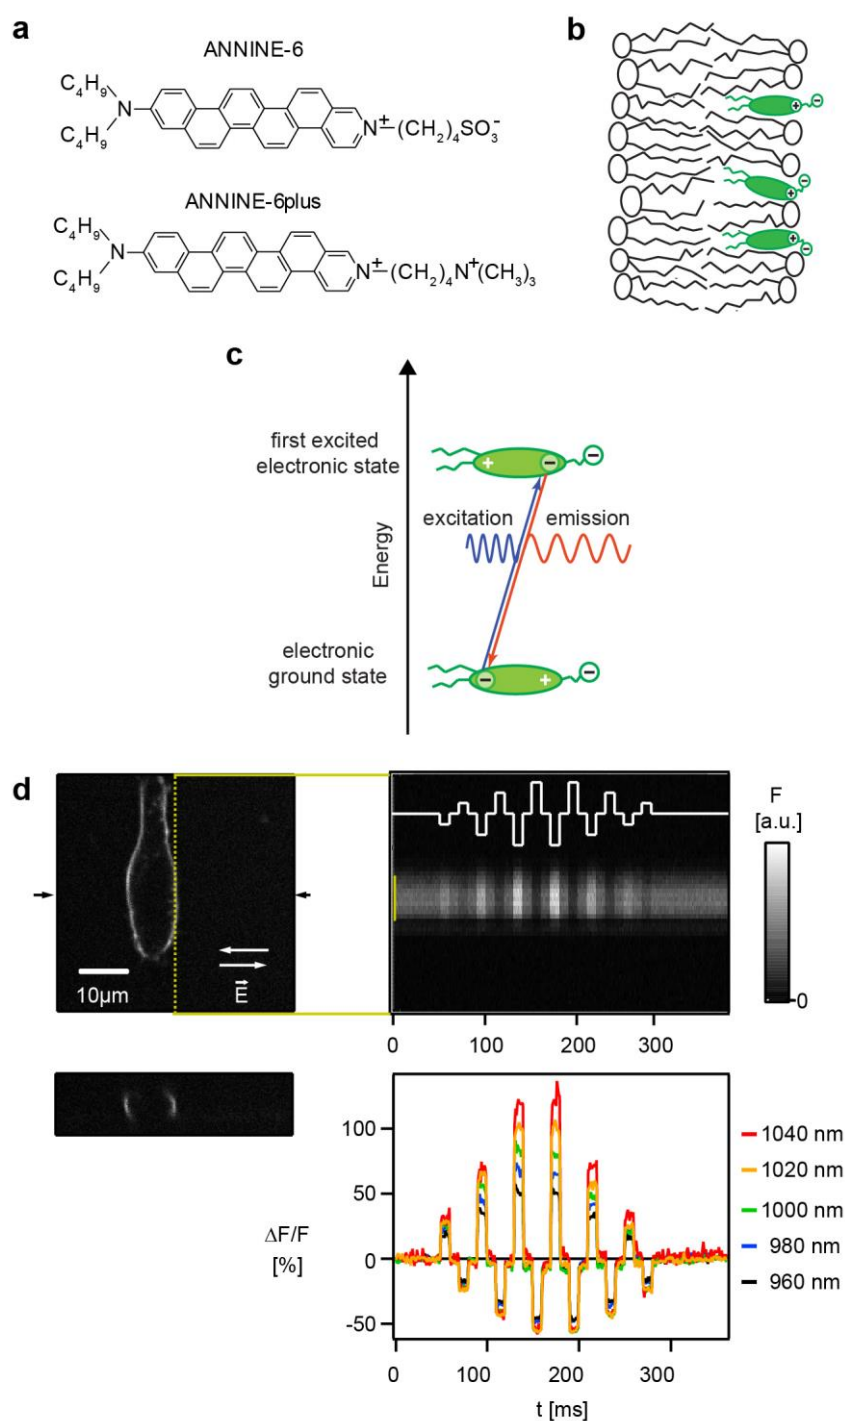 a
ANNINE-6
C₄H₉
N
C₄H₉
N⁺–(CH₂)₄SO₃⁻
ANNINE-6plus
C₄H₉
N
C₄H₉
N⁺–(CH₂)₄N⁺(CH₃)₃
b
+ −
+ −
+ −
c
Energy
first excited
electronic state
+ − −
excitation
emission
electronic
ground state
− + −
d
10µm
E
F
[a.u.]
0
0 100 200 300
100
50
0
-50
ΔF/F
[%]
0 100 200 300
t [ms]
1040 nm
1020 nm
1000 nm
980 nm
960 nm